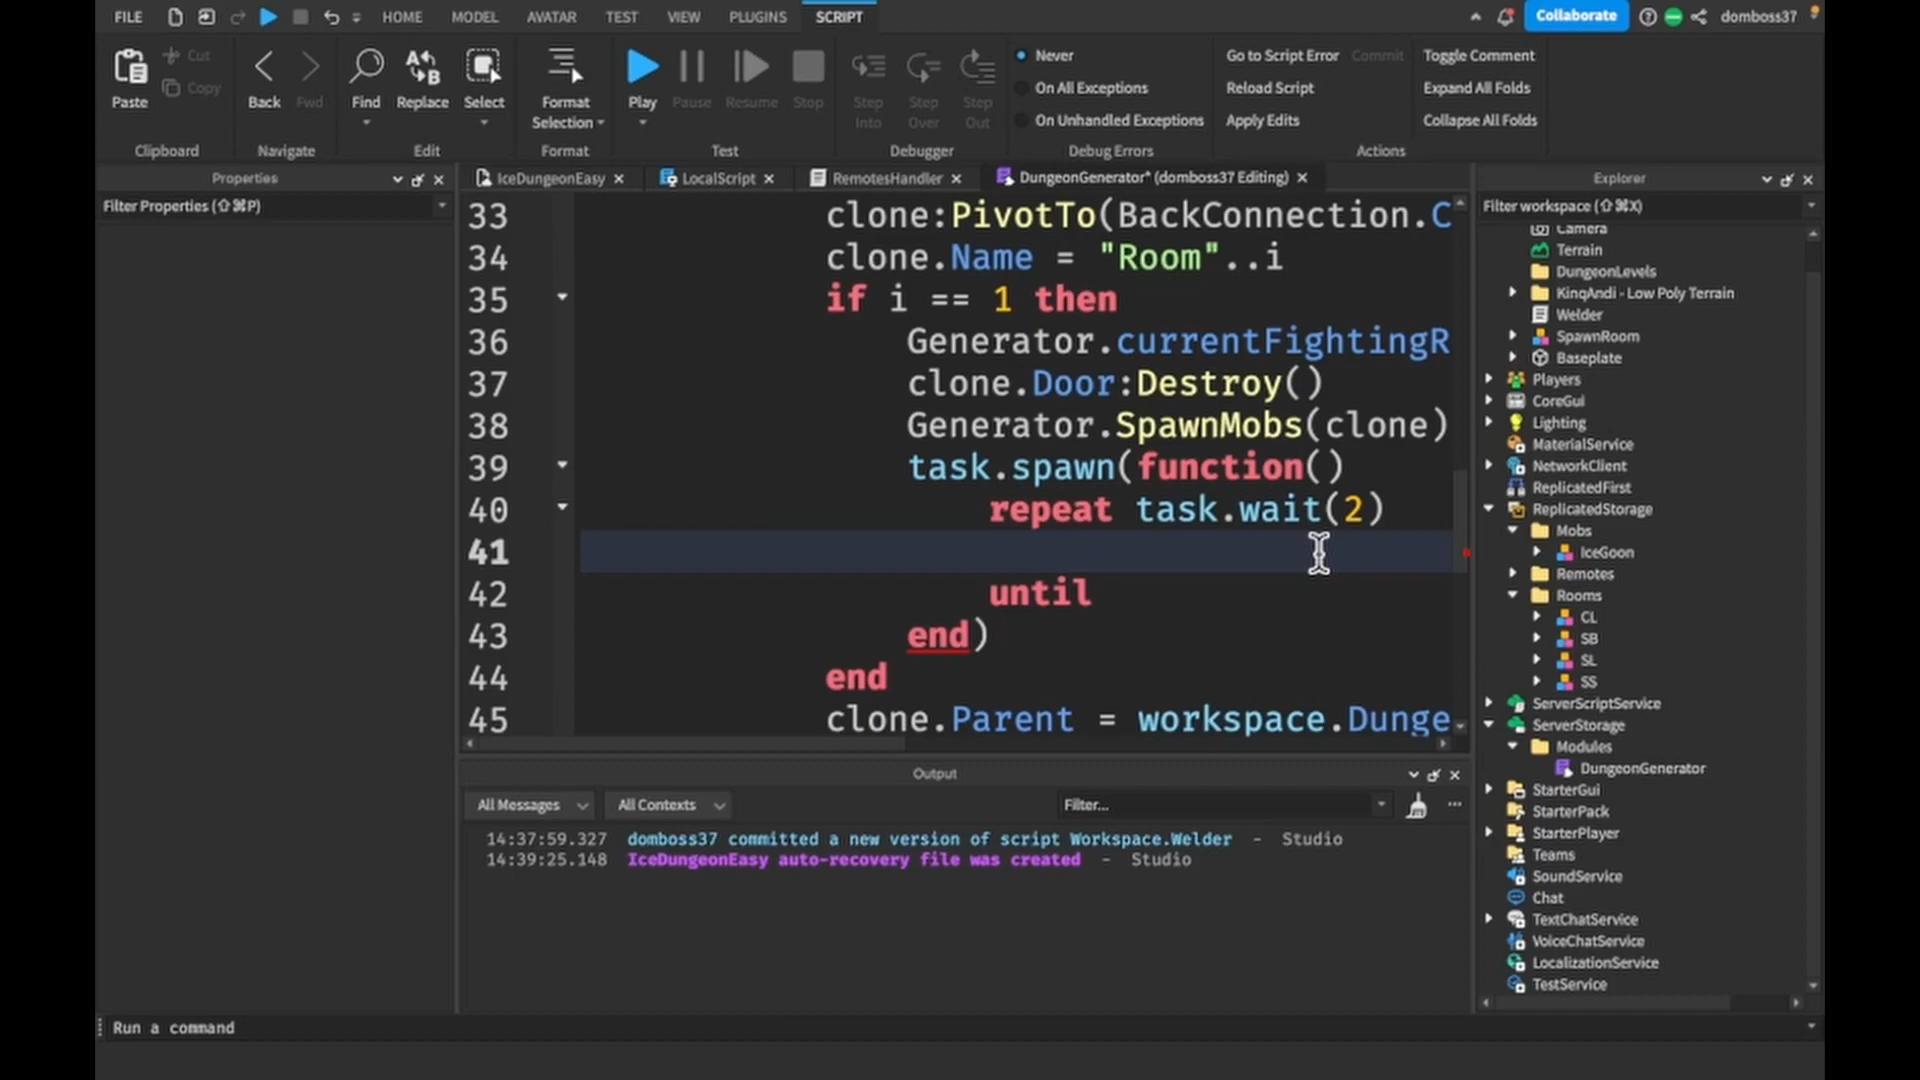 FILE HOME MODEL AVATAR TEST VIEW PLUGINS SCRIPT Collaborate domboss37
Paste Cut Copy
Back Fwd
Find Replace Select
Format Selection
Play Pause Resume Stop
Step Into Step Over Step Out
Never
On All Exceptions
On Unhandled Exceptions
Go to Script Error Commit
Reload Script
Apply Edits
Toggle Comment
Expand All Folds
Collapse All Folds
Clipboard Navigate Edit Format Test Debugger Debug Errors Actions
Properties
Filter Properties (⇧⌘P)
IceDungeonEasy LocalScript RemotesHandler DungeonGenerator* (domboss37 Editing)
33 clone:PivotTo(BackConnection.C
34 clone.Name = "Room"..i
35 if i == 1 then
36 Generator.currentFightingR
37 clone.Door:Destroy()
38 Generator.SpawnMobs(clone)
39 task.spawn(function()
40 repeat task.wait(2)
41
42 until
43 end)
44 end
45 clone.Parent = workspace.Dunge
Output
All Messages All Contexts Filter...
14:37:59.327 domboss37 committed a new version of script Workspace.Welder - Studio
14:39:25.148 IceDungeonEasy auto-recovery file was created - Studio
Explorer
Filter workspace (⇧⌘X)
Camera
Terrain
DungeonLevels
KinqAndi - Low Poly Terrain
Welder
SpawnRoom
Baseplate
Players
CoreGui
Lighting
MaterialService
NetworkClient
ReplicatedFirst
ReplicatedStorage
Mobs
IceGoon
Remotes
Rooms
CL
SB
SL
SS
ServerScriptService
ServerStorage
Modules
DungeonGenerator
StarterGui
StarterPack
StarterPlayer
Teams
SoundService
Chat
TextChatService
VoiceChatService
LocalizationService
TestService
Run a command